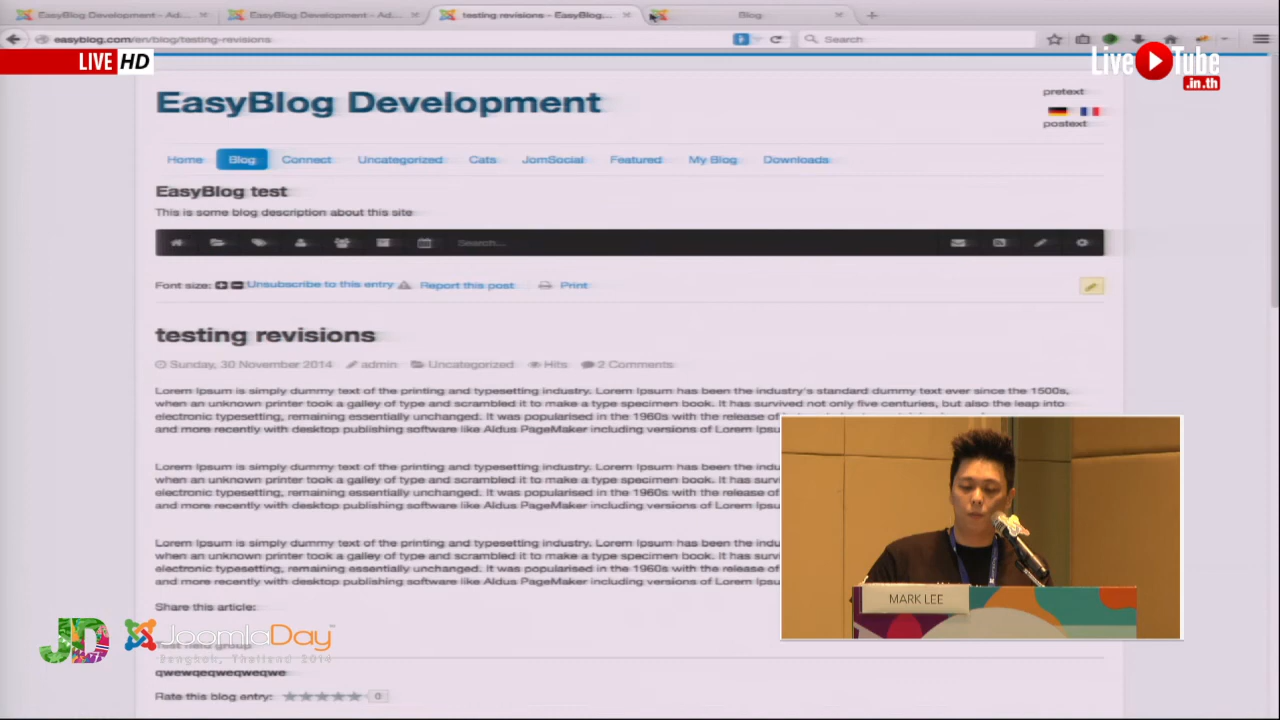 EasyBlog Development - Ad...
EasyBlog Development - Ad...
testing revisions - EasyBlog...
Blog
easyblog.com/en/blog/testing-revisions
Search
LIVE HD
Live Tube
.in.th
EasyBlog Development
pretext
postext
Home Blog Connect Uncategorized Cats JomSocial Featured My Blog Downloads
EasyBlog test
This is some blog description about this site
Search...
Font size: Unsubscribe to this entry Report this post Print
testing revisions
Sunday, 30 November 2014 admin Uncategorized Hits 2 Comments
Lorem Ipsum is simply dummy text of the printing and typesetting industry. Lorem Ipsum has been the industry's standard dummy text ever since the 1500s,
when an unknown printer took a galley of type and scrambled it to make a type specimen book. It has survived not only five centuries, but also the leap into
electronic typesetting, remaining essentially unchanged. It was popularised in the 1960s with the release of
and more recently with desktop publishing software like Aldus PageMaker including versions of Lorem Ipsu
Lorem Ipsum is simply dummy text of the printing and typesetting industry. Lorem Ipsum has been the indu
when an unknown printer took a galley of type and scrambled it to make a type specimen book. It has survi
electronic typesetting, remaining essentially unchanged. It was popularised in the 1960s with the release of
and more recently with desktop publishing software like Aldus PageMaker including versions of Lorem Ipsu
Lorem Ipsum is simply dummy text of the printing and typesetting industry. Lorem Ipsum has been the indu
when an unknown printer took a galley of type and scrambled it to make a type specimen book. It has survi
electronic typesetting, remaining essentially unchanged. It was popularised in the 1960s with the release of
and more recently with desktop publishing software like Aldus PageMaker including versions of Lorem Ipsu
MARK LEE
Share this article:
JD JoomlaDay™
Bangkok, Thailand 2014
qwewqeqweqweqwe
Rate this blog entry: 0